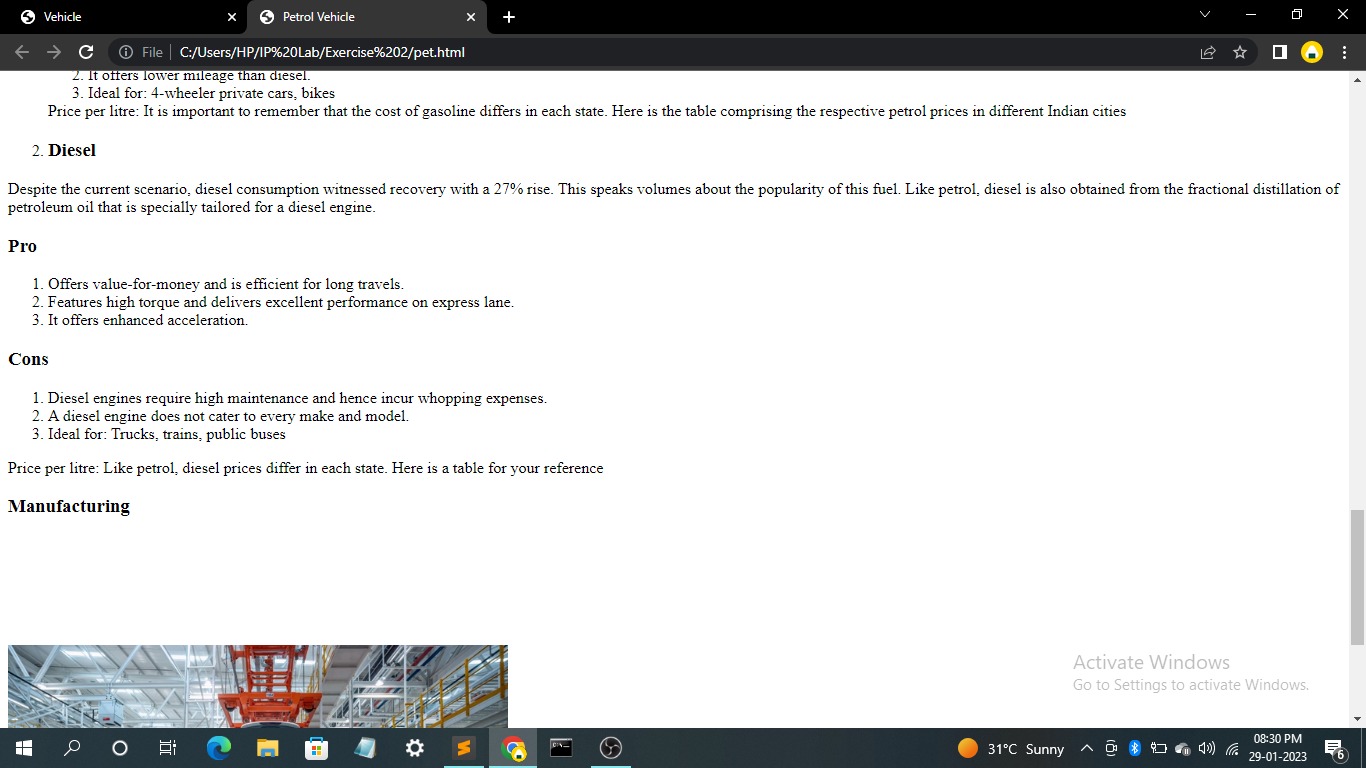 Vehicle
Petrol Vehicle
File
C:/Users/HP/IP%20Lab/Exercise%202/pet.html
2. It offers lower mileage than diesel.
3. Ideal for: 4-wheeler private cars, bikes
Price per litre: It is important to remember that the cost of gasoline differs in each state. Here is the table comprising the respective petrol prices in different Indian cities
2. Diesel
Despite the current scenario, diesel consumption witnessed recovery with a 27% rise. This speaks volumes about the popularity of this fuel. Like petrol, diesel is also obtained from the fractional distillation of
petroleum oil that is specially tailored for a diesel engine.
Pro
1. Offers value-for-money and is efficient for long travels.
2. Features high torque and delivers excellent performance on express lane.
3. It offers enhanced acceleration.
Cons
1. Diesel engines require high maintenance and hence incur whopping expenses.
2. A diesel engine does not cater to every make and model.
3. Ideal for: Trucks, trains, public buses
Price per litre: Like petrol, diesel prices differ in each state. Here is a table for your reference
Manufacturing
Activate Windows
Go to Settings to activate Windows.
31°C Sunny
08:30 PM
29-01-2023
6